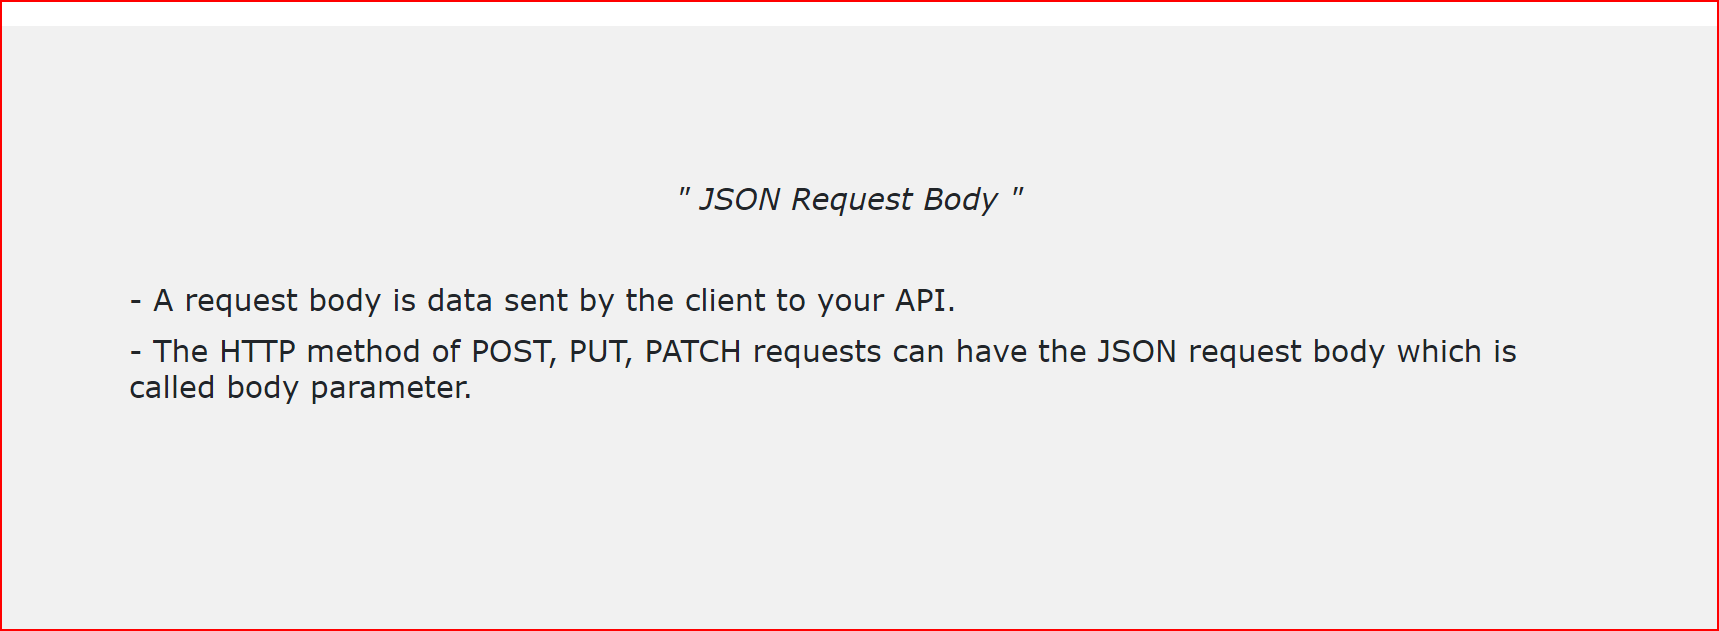 " JSON Request Body "
- A request body is data sent by the client to your API.
- The HTTP method of POST, PUT, PATCH requests can have the JSON request body which is
called body parameter.